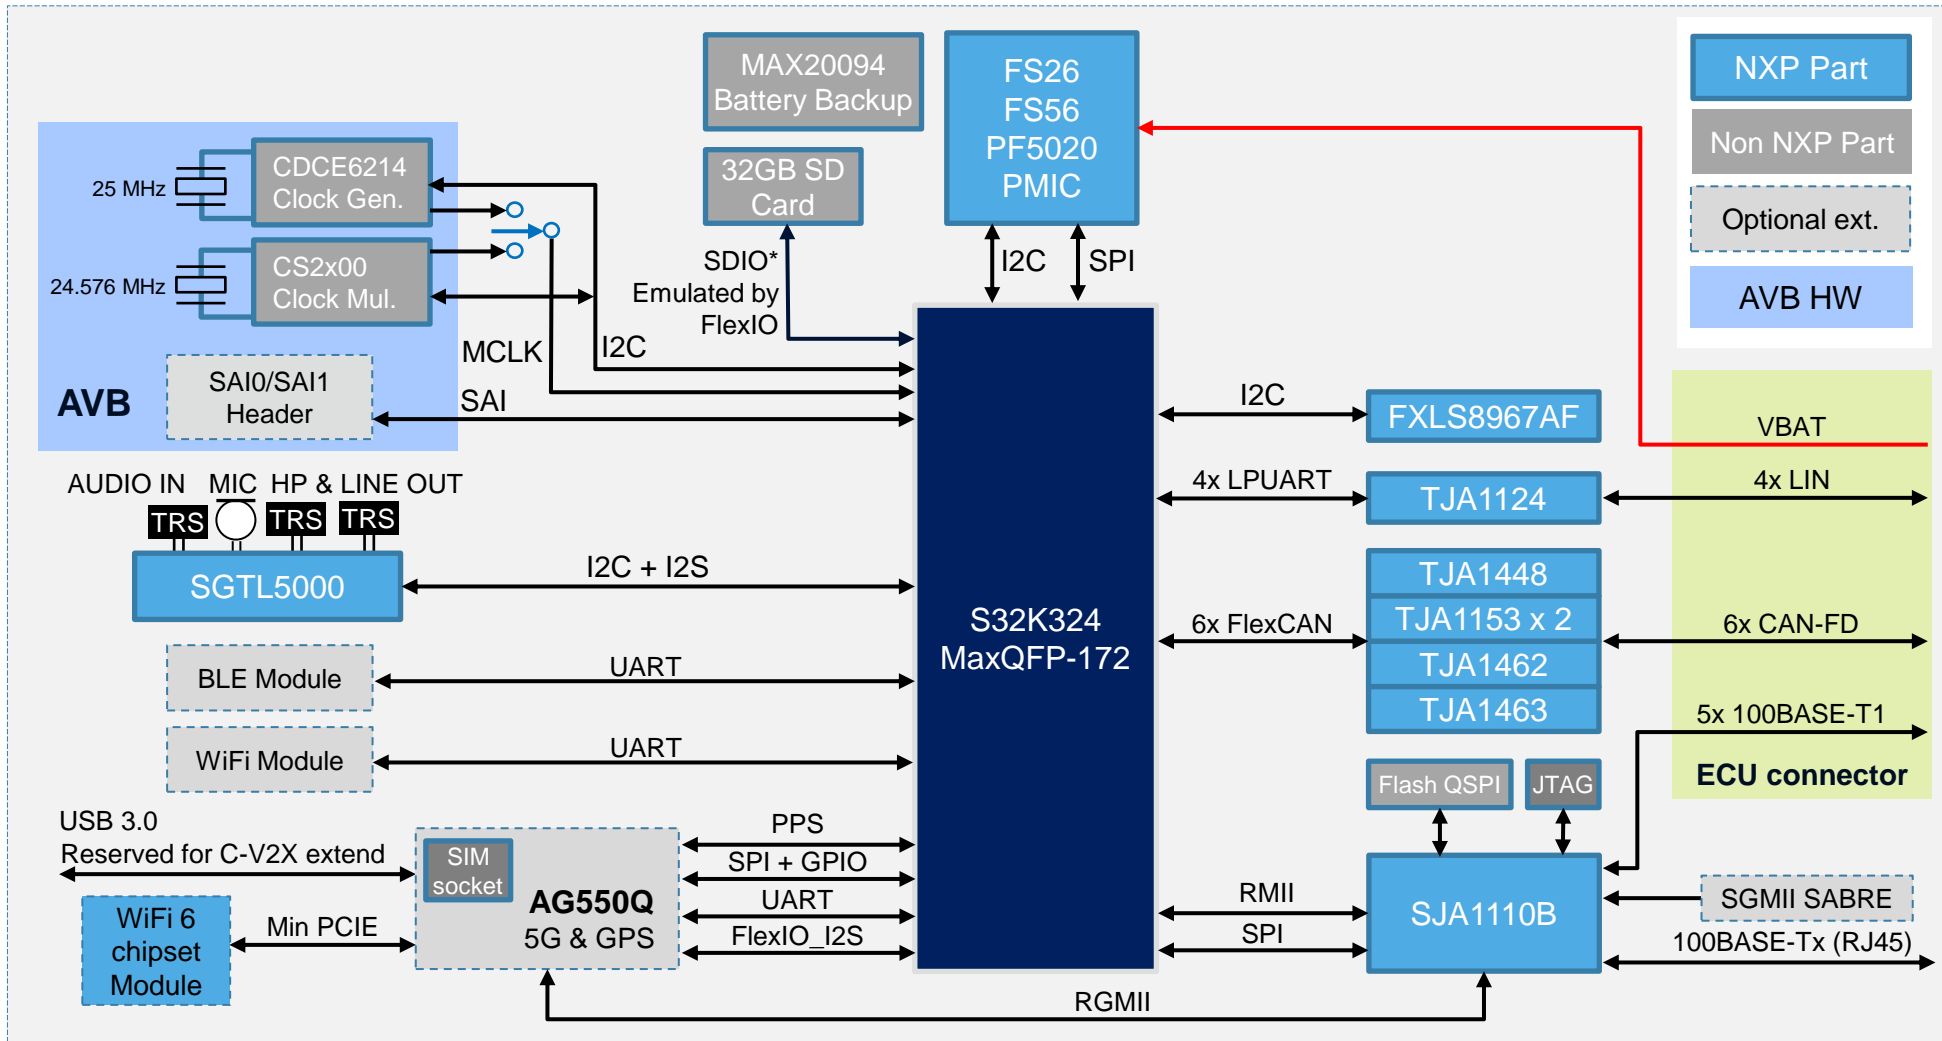 MAX20094
Battery Backup
FS26
FS56
PF5020
PMIC
NXP Part
Non NXP Part
Optional ext.
AVB HW
CDCE6214
Clock Gen.
25 MHz
CS2x00
Clock Mul.
24.576 MHz
32GB SD
Card
SDIO*
Emulated by
FlexIO
I2C
SPI
MCLK
I2C
SAI0/SAI1
Header
AVB
SAI
AUDIO IN
MIC
HP & LINE OUT
TRS
TRS
TRS
SGTL5000
I2C + I2S
BLE Module
UART
WiFi Module
UART
USB 3.0
Reserved for C-V2X extend
SIM
socket
AG550Q
5G & GPS
WiFi 6
chipset
Module
Min PCIE
PPS
SPI + GPIO
UART
FlexIO_I2S
RGMII
S32K324
MaxQFP-172
I2C
FXLS8967AF
4x LPUART
TJA1124
6x FlexCAN
TJA1448
TJA1153 x 2
TJA1462
TJA1463
Flash QSPI
JTAG
RMII
SPI
SJA1110B
VBAT
4x LIN
6x CAN-FD
5x 100BASE-T1
ECU connector
SGMII SABRE
100BASE-Tx (RJ45)